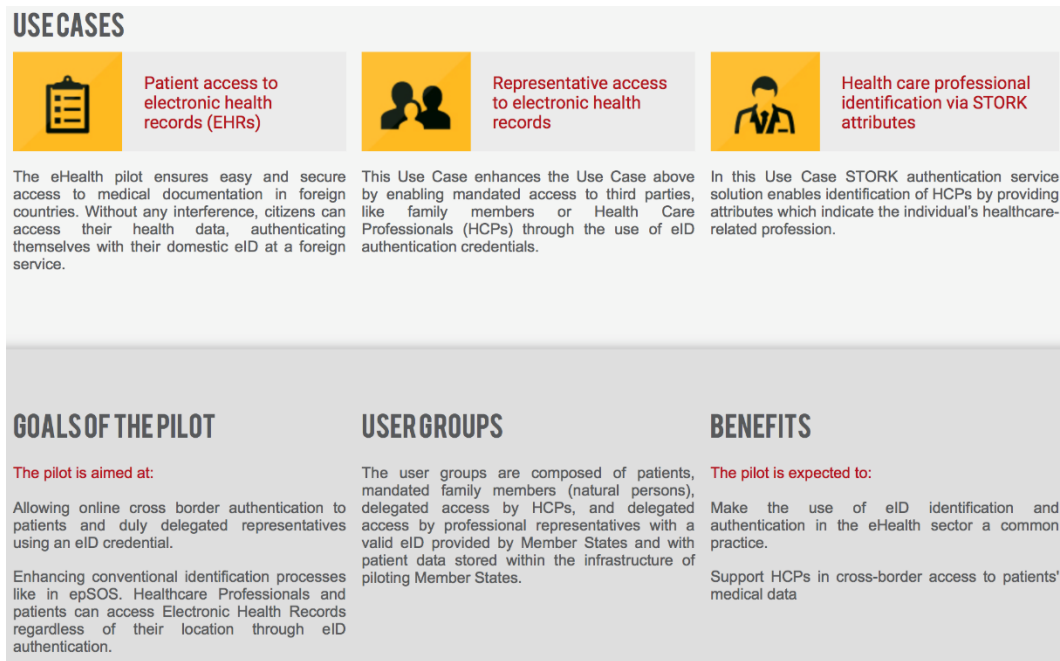 USE CASES
Patient access to
electronic health
records (EHRs)
The eHealth pilot ensures easy and secure
access to medical documentation in foreign
countries. Without any interference, citizens can
access their health data, authenticating
themselves with their domestic eID at a foreign
service.
Representative access
to electronic health
records
This Use Case enhances the Use Case above
by enabling mandated access to third parties,
like family members or Health Care
Professionals (HCPs) through the use of eID
authentication credentials.
Health care professional
identification via STORK
attributes
In this Use Case STORK authentication service
solution enables identification of HCPs by providing
attributes which indicate the individual's healthcare-
related profession.
GOALS OF THE PILOT
The pilot is aimed at:
Allowing online cross border authentication to
patients and duly delegated representatives
using an eID credential.
Enhancing conventional identification processes
like in epSOS. Healthcare Professionals and
patients can access Electronic Health Records
regardless of their location through eID
authentication.
USER GROUPS
The user groups are composed of patients,
mandated family members (natural persons),
delegated access by HCPs, and delegated
access by professional representatives with a
valid eID provided by Member States and with
patient data stored within the infrastructure of
piloting Member States.
BENEFITS
The pilot is expected to:
Make the use of eID identification and
authentication in the eHealth sector a common
practice.
Support HCPs in cross-border access to patients'
medical data